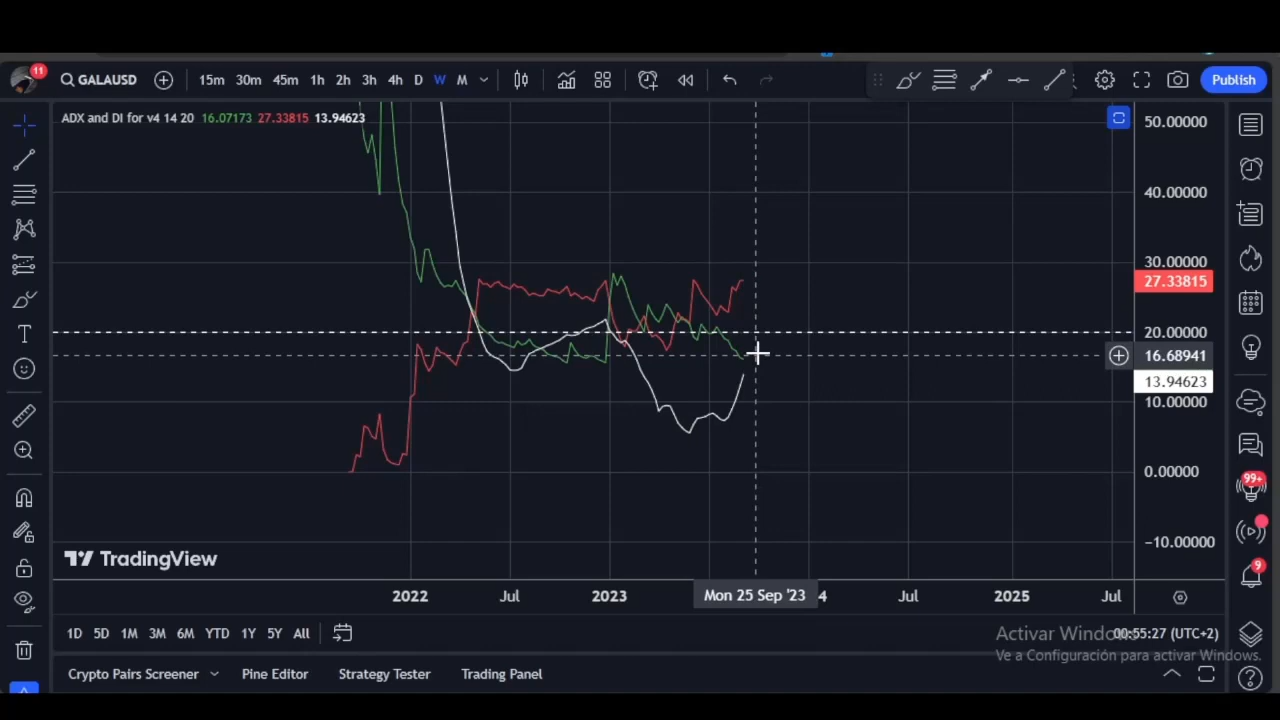 11 GALAUSD 15m 30m 45m 1h 2h 3h 4h D W M Publish
ADX and DI for v4 14 20 16.07173 27.33815 13.94623
50.00000
40.00000
30.00000
27.33815
20.00000
16.68941
13.94623
10.00000
0.00000
99+
−10.00000
TradingView
9
2022 Jul 2023 Mon 25 Sep '23 4 Jul 2025 Jul
1D 5D 1M 3M 6M YTD 1Y 5Y All 00:55:27 (UTC+2)
Activar Windows
Ve a Configuración para activar Windows.
Crypto Pairs Screener Pine Editor Strategy Tester Trading Panel